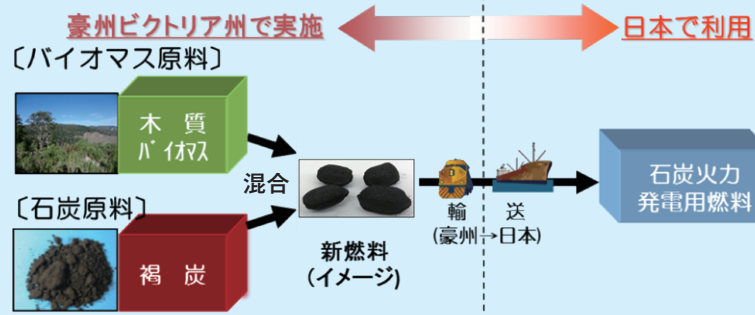 豪州ビクトリア州で実施
日本で利用
〔バイオマス原料〕
木 質
バイオマス
混合
〔石炭原料〕
褐 炭
新燃料
(イメージ)
輸 送
(豪州→日本)
石炭火力
発電用燃料